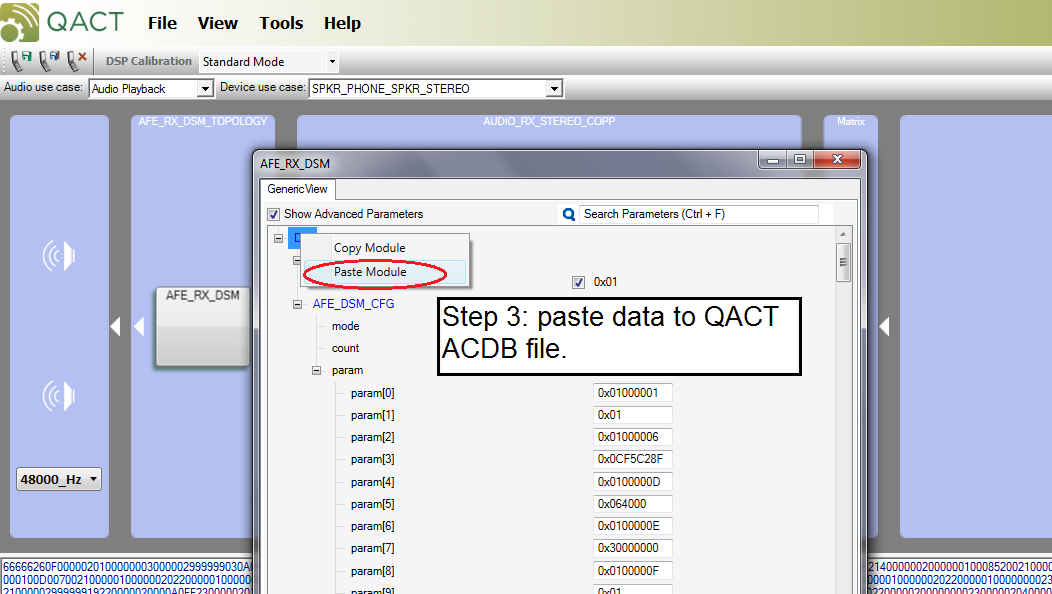 QACT File View Tools Help
DSP Calibration Standard Mode
Audio use case: Audio Playback Device use case: SPKR_PHONE_SPKR_STEREO
AFE_RX_DSM_TOPOLOGY AUDIO_RX_STEREO_COPP Matrix
AFE_RX_DSM
GenericView
Show Advanced Parameters Search Parameters (Ctrl + F)
Copy Module
Paste Module
0x01
AFE_RX_DSM
AFE_DSM_CFG
Step 3: paste data to QACT
ACDB file.
mode
count
param
param[0] 0x01000001
param[1] 0x01
param[2] 0x01000006
param[3] 0x0CF5C28F
48000_Hz
param[4] 0x0100000D
param[5] 0x064000
param[6] 0x0100000E
param[7] 0x30000000
param[8] 0x0100000F
param[9] 0x01